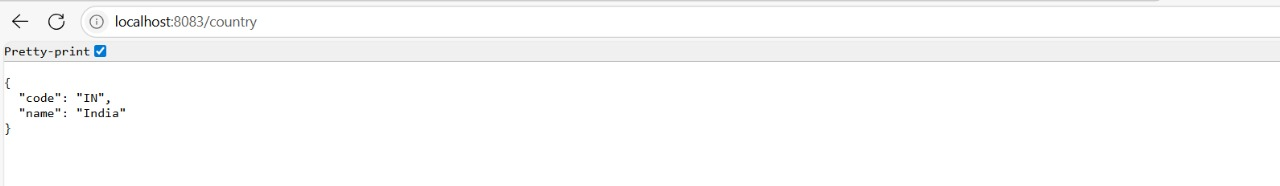 localhost:8083/country
Pretty-print
{
  "code": "IN",
  "name": "India"
}